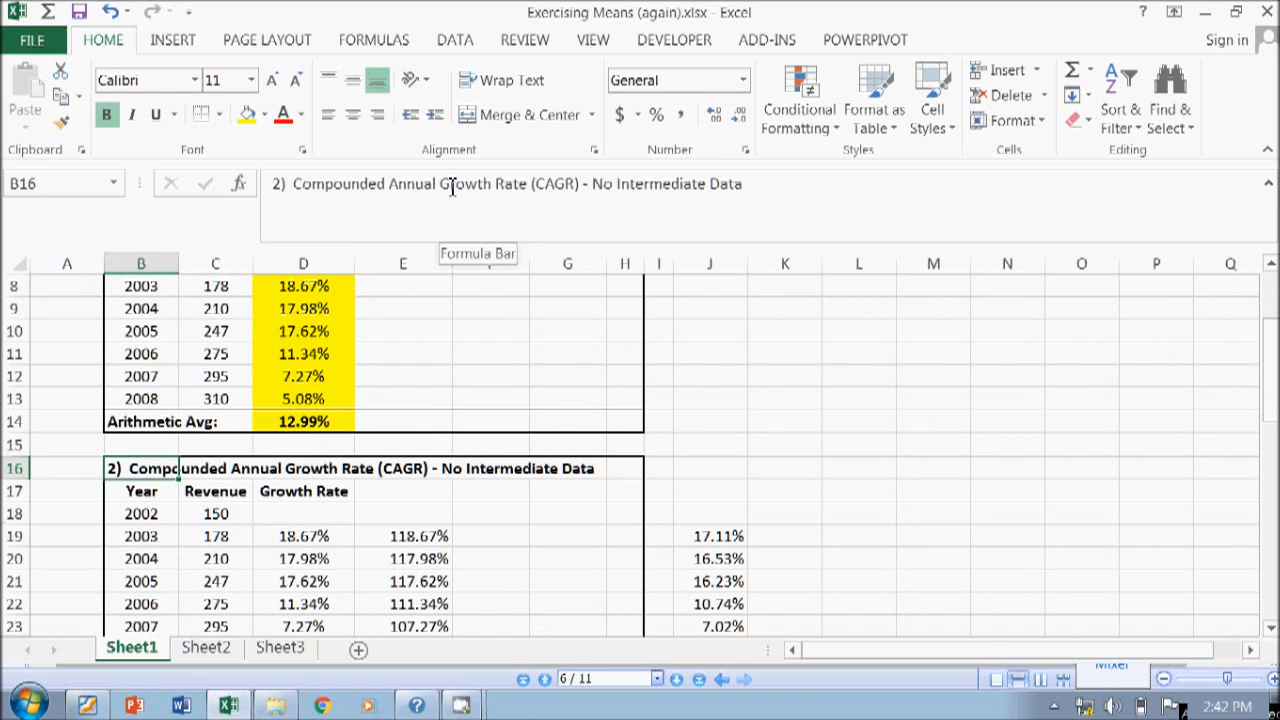 Exercising Means (again).xlsx - Excel
FILE HOME INSERT PAGE LAYOUT FORMULAS DATA REVIEW VIEW DEVELOPER ADD-INS POWERPIVOT Sign in
Paste Calibri 11 Wrap Text General Conditional Formatting Format as Table Cell Styles Insert Sort & Filter Find & Select
B I U Merge & Center $ % , Delete
Format
Clipboard Font Alignment Number Styles Cells Editing
B16 fx 2) Compounded Annual Growth Rate (CAGR) - No Intermediate Data
Formula Bar
A B C D E G H I J K L M N O P Q
8 2003 178 18.67%
9 2004 210 17.98%
10 2005 247 17.62%
11 2006 275 11.34%
12 2007 295 7.27%
13 2008 310 5.08%
14 Arithmetic Avg: 12.99%
15
16 2) Compounded Annual Growth Rate (CAGR) - No Intermediate Data
17 Year Revenue Growth Rate
18 2002 150
19 2003 178 18.67% 118.67% 17.11%
20 2004 210 17.98% 117.98% 16.53%
21 2005 247 17.62% 117.62% 16.23%
22 2006 275 11.34% 111.34% 10.74%
23 2007 295 7.27% 107.27% 7.02%
Sheet1 Sheet2 Sheet3
6 / 11
2:42 PM